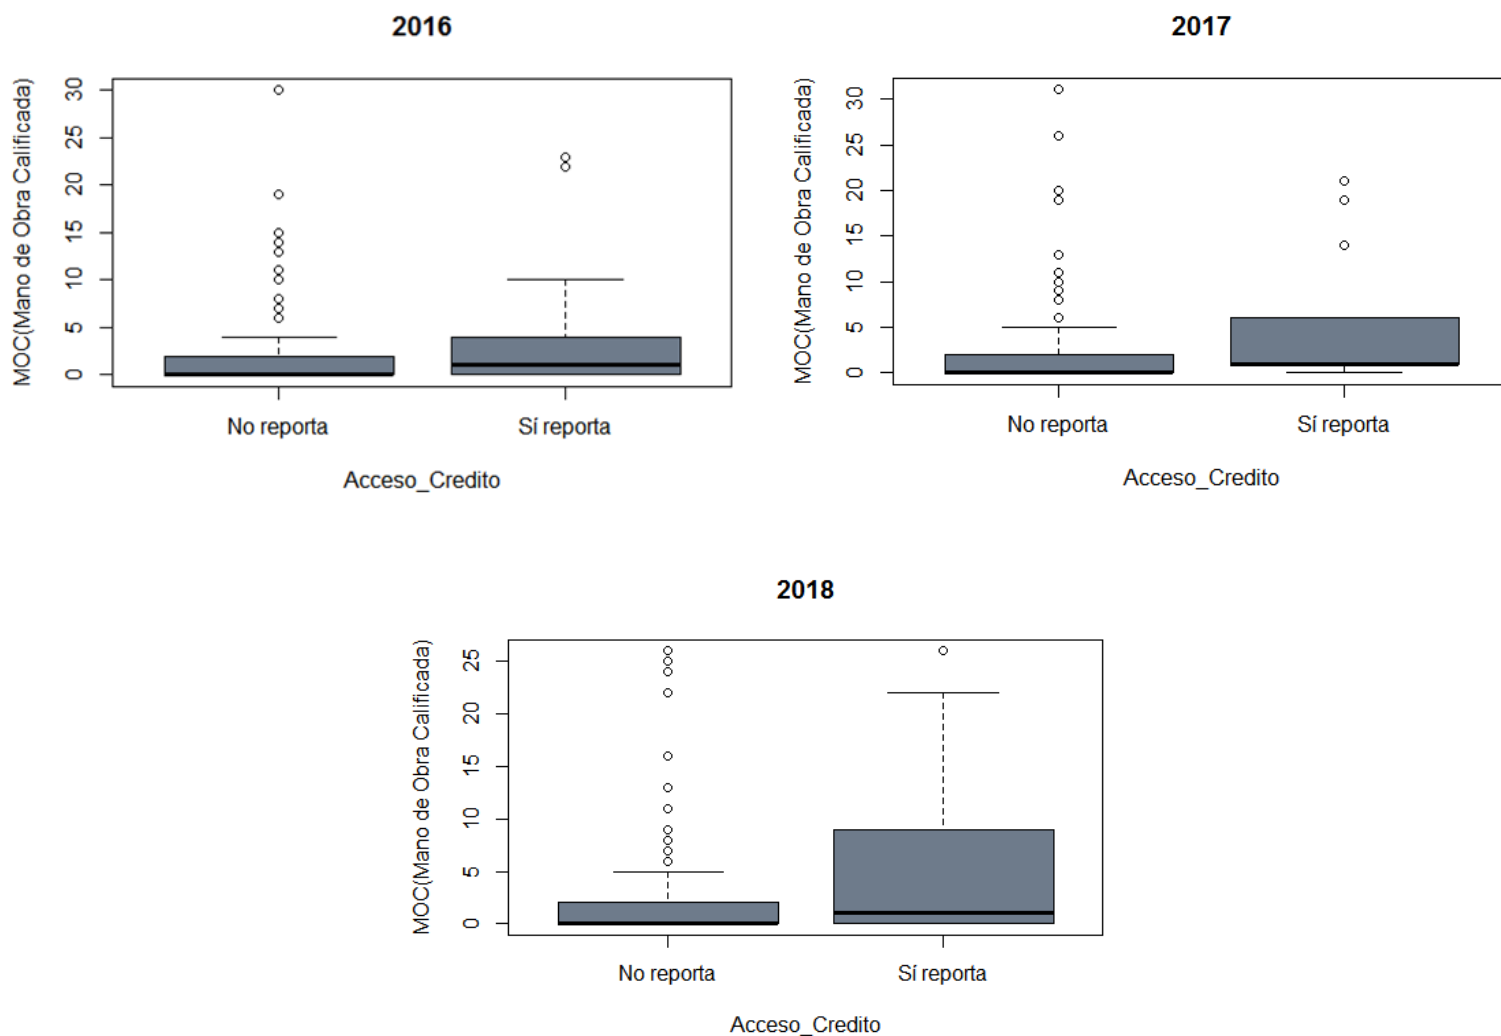 2016
MOC(Mano de Obra Calificada)
30
25
20
15
10
5
0
No reporta
Sí reporta
Acceso_Credito
2017
MOC(Mano de Obra Calificada)
30
25
20
15
10
5
0
No reporta
Sí reporta
Acceso_Credito
2018
MOC(Mano de Obra Calificada)
25
20
15
10
5
0
No reporta
Sí reporta
Acceso_Credito